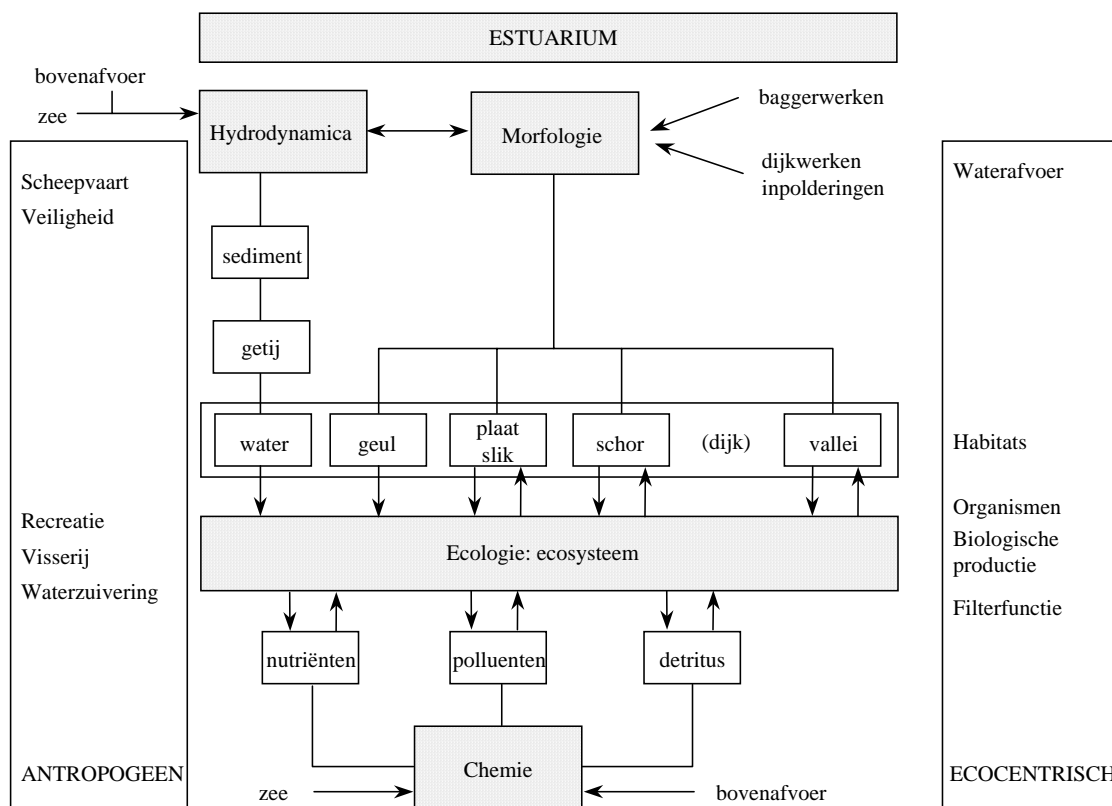 ESTUARIUM
bovenafvoer
zee
Hydrodynamica
Morfologie
baggerwerken
dijkwerken
inpolderingen
Scheepvaart
Veiligheid
Waterafvoer
sediment
getij
water
geul
plaat
slik
schor
(dijk)
vallei
Habitats
Recreatie
Visserij
Waterzuivering
Ecologie: ecosysteem
Organismen
Biologische
productie
Filterfunctie
nutriënten
polluenten
detritus
ANTROPOGEEN
Chemie
zee
bovenafvoer
ECOCENTRISCH